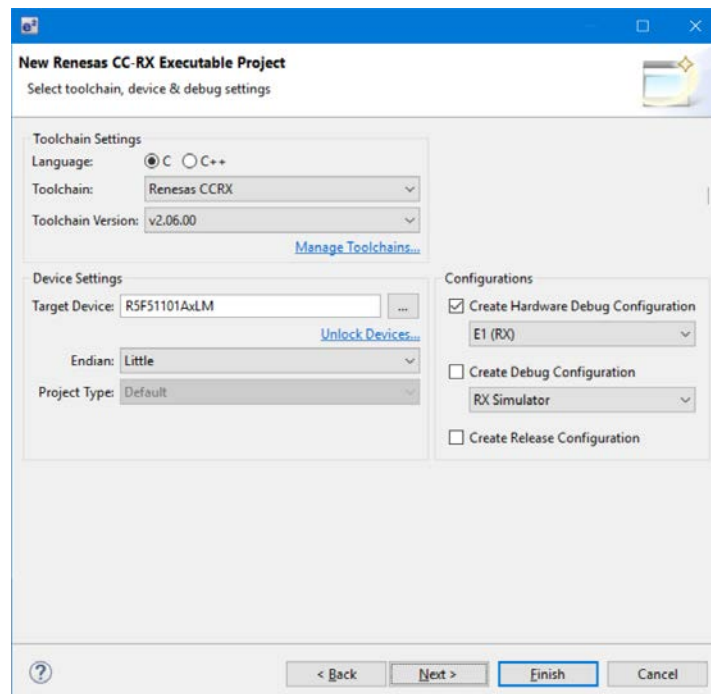 e²
New Renesas CC-RX Executable Project
Select toolchain, device & debug settings
Toolchain Settings
Language: C C++
Toolchain: Renesas CCRX
Toolchain Version: v2.06.00
Manage Toolchains...
Device Settings
Target Device: R5F51101AxLM ...
Unlock Devices...
Endian: Little
Project Type: Default
Configurations
Create Hardware Debug Configuration
E1 (RX)
Create Debug Configuration
RX Simulator
Create Release Configuration
? < Back Next > Finish Cancel